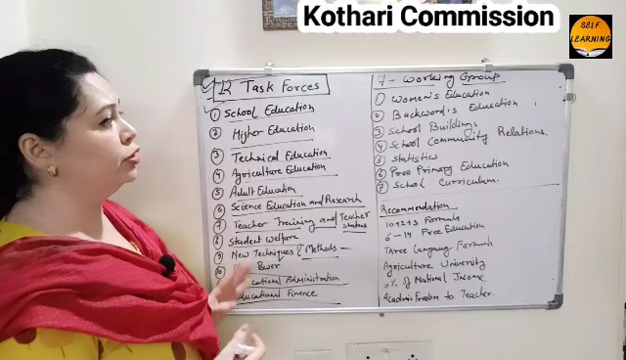 Kothari Commission
SELF
LEARNING
12 Task Forces
① School Education
② Higher Education
③ Technical Education
④ Agriculture Education
⑤ Adult Education
⑥ Science Education and Research
⑦ Teacher Training and Teacher status
⑧ Student Welfare
⑨ New Techniques & Methods
Power
Administration
Educational Finance
7 - Working Group
① Women's Education
② Backward's Education
③ School Buildings
④ School Community Relations.
⑤ Statistics
⑥ Pree Primary Education
⑦ School Curriculum.
Recommendation
10+2+3 Formula
6-14 Free Education
Three Language Formula
Agriculture University
% of National Income
Academic Freedom to Teacher.